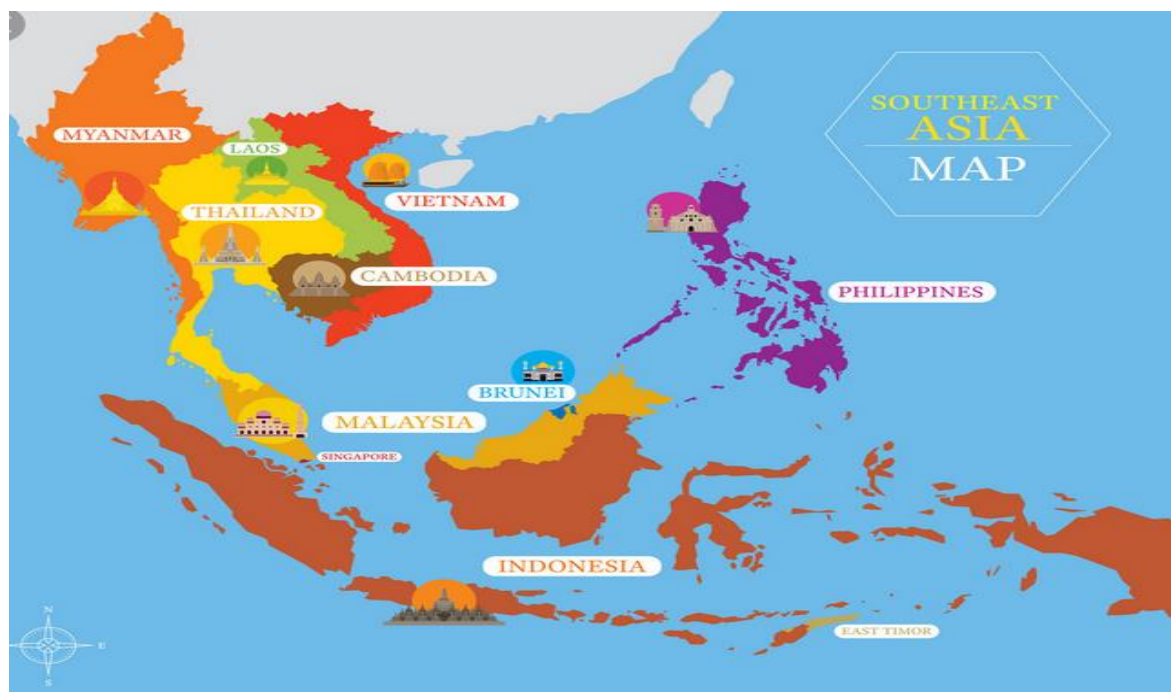 SOUTHEAST
ASIA
MAP
MYANMAR
LAOS
VIETNAM
THAILAND
CAMBODIA
PHILIPPINES
BRUNEI
MALAYSIA
SINGAPORE
INDONESIA
EAST TIMOR
N
E
S